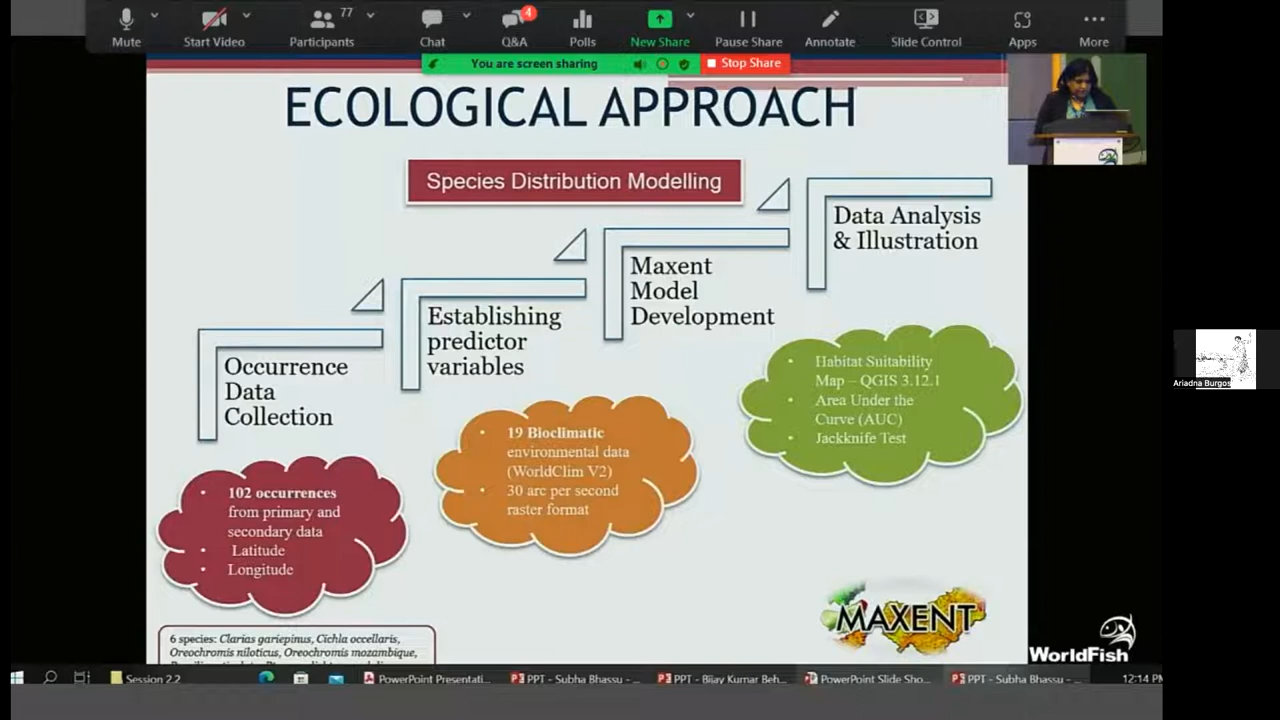 Mute
Start Video
Participants
77
Chat
Q&A
4
Polls
New Share
Pause Share
Annotate
Slide Control
Apps
More
You are screen sharing
Stop Share
ECOLOGICAL APPROACH
Species Distribution Modelling
Occurrence
Data
Collection
Establishing
predictor
variables
Maxent
Model
Development
Data Analysis
& Illustration
• 102 occurrences
from primary and
secondary data
• Latitude
• Longitude
• 19 Bioclimatic
environmental data
(WorldClim V2)
• 30 arc per second
raster format
• Habitat Suitability
Map – QGIS 3.12.1
• Area Under the
Curve (AUC)
• Jackknife Test
6 species: Clarias gariepinus, Cichla occellaris,
Oreochromis niloticus, Oreochromis mozambique,
MAXENT
WorldFish
Ariadna Burgos
Session 2.2
PowerPoint Presentati...
PPT - Subha Bhassu - ...
PPT - Bijay Kumar Beh...
PowerPoint Slide Sho...
PPT - Subha Bhassu - ...
12:14 PM